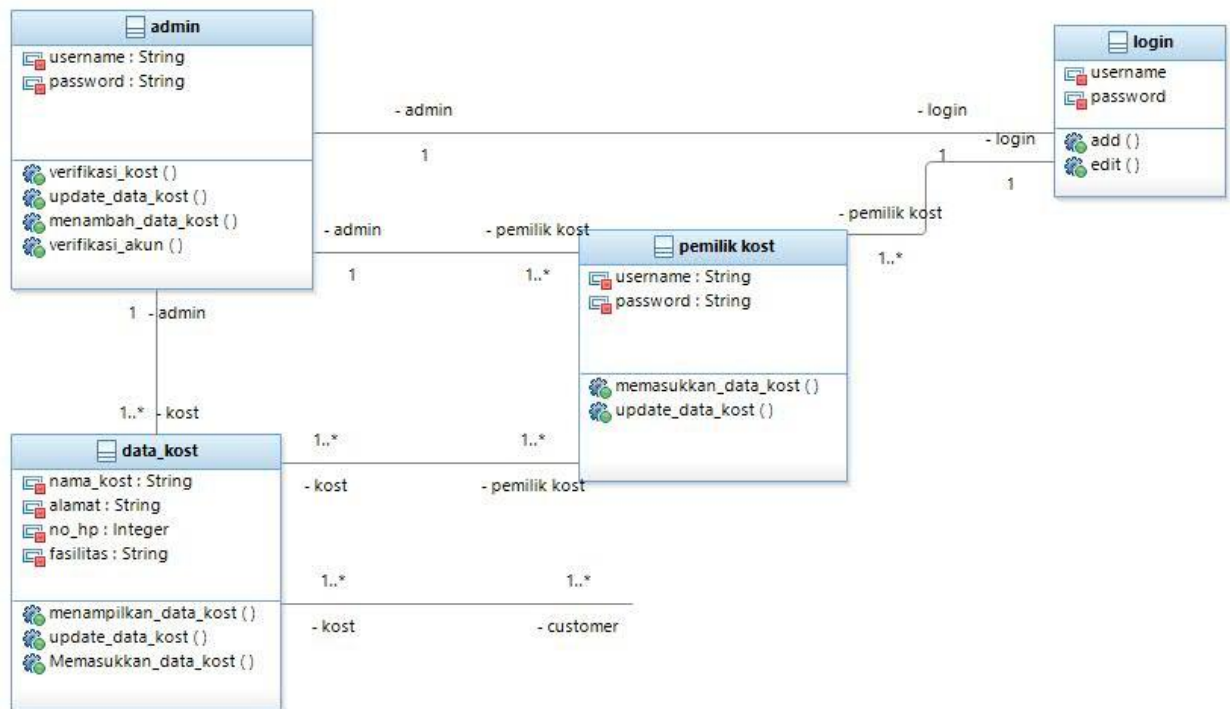 admin
username : String
password : String
verifikasi_kost ( )
update_data_kost ( )
menambah_data_kost ( )
verifikasi_akun ( )
login
username
password
add ( )
edit ( )
- admin
- login
1
1
- login
1
- pemilik kost
1..*
- admin
- pemilik kost
1
1..*
pemilik kost
username : String
password : String
memasukkan_data_kost ( )
update_data_kost ( )
1 - admin
1..* - kost
data_kost
nama_kost : String
alamat : String
no_hp : Integer
fasilitas : String
menampilkan_data_kost ( )
update_data_kost ( )
Memasukkan_data_kost ( )
1..*
1..*
- kost
- pemilik kost
1..*
1..*
- kost
- customer